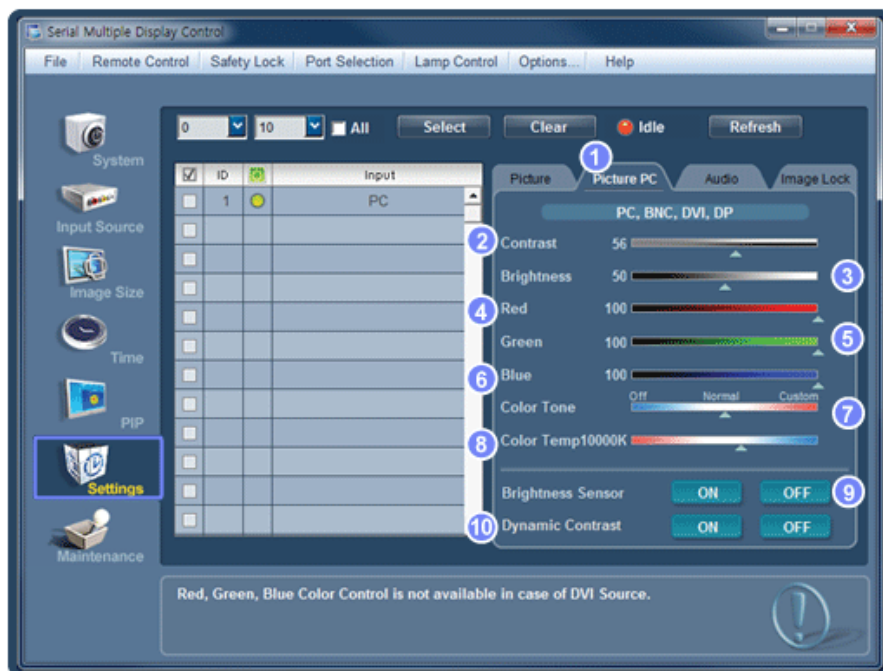 Serial Multiple Display Control
File Remote Control Safety Lock Port Selection Lamp Control Options... Help
0 10 All Select Clear Idle Refresh
System
Input Source
Image Size
Time
PIP
Settings
Maintenance
ID Input
1 PC
1
Picture Picture PC Audio Image Lock
PC, BNC, DVI, DP
2 Contrast 56
Brightness 50 3
4 Red 100
Green 100 5
6 Blue 100
Off Normal Custom
Color Tone 7
8 Color Temp10000K
Brightness Sensor ON OFF 9
10 Dynamic Contrast ON OFF
Red, Green, Blue Color Control is not available in case of DVI Source.